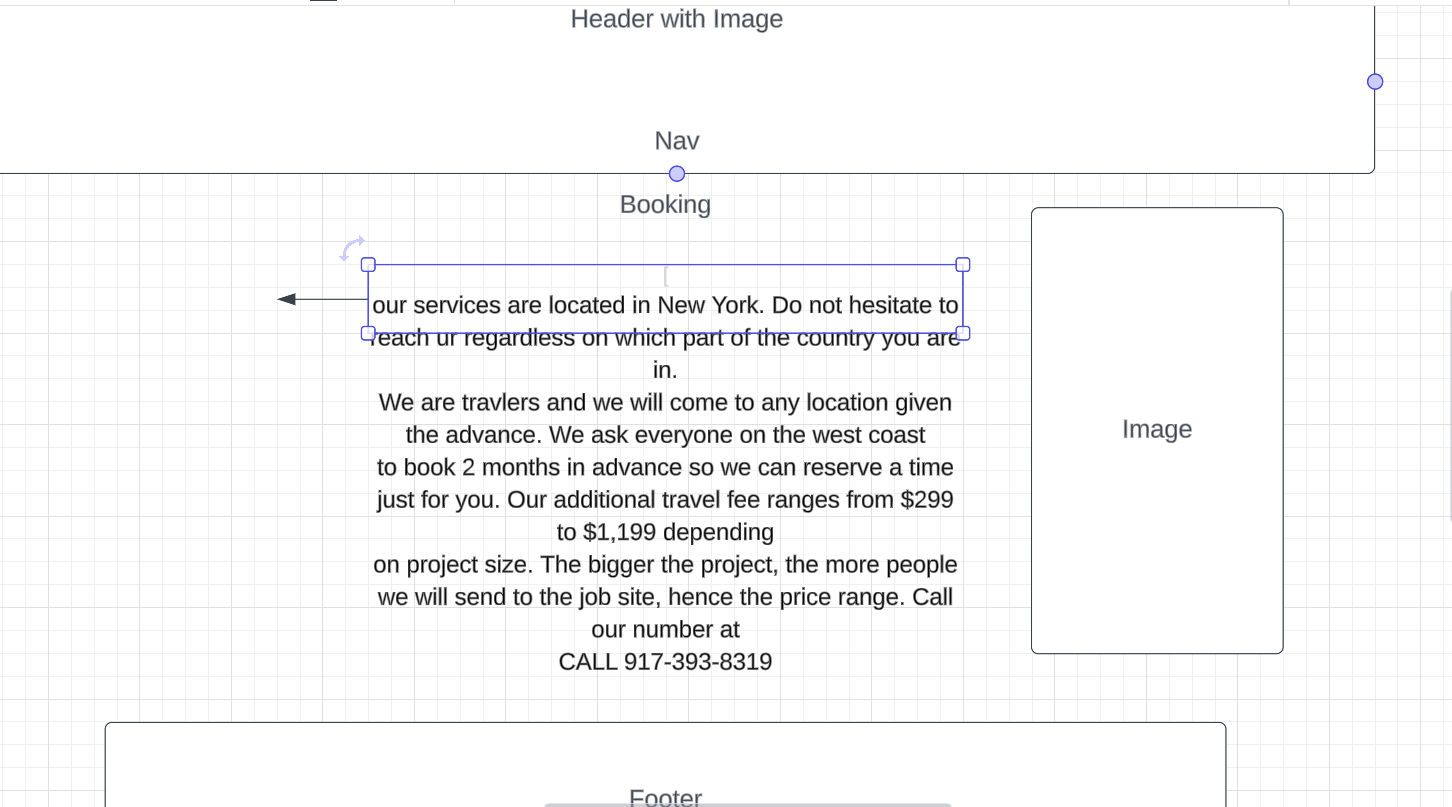 Header with Image
Nav
Booking
[
our services are located in New York. Do not hesitate to
reach ur regardless on which part of the country you are
in.
We are travlers and we will come to any location given
the advance. We ask everyone on the west coast
to book 2 months in advance so we can reserve a time
just for you. Our additional travel fee ranges from $299
to $1,199 depending
on project size. The bigger the project, the more people
we will send to the job site, hence the price range. Call
our number at
CALL 917-393-8319
Image
Footer